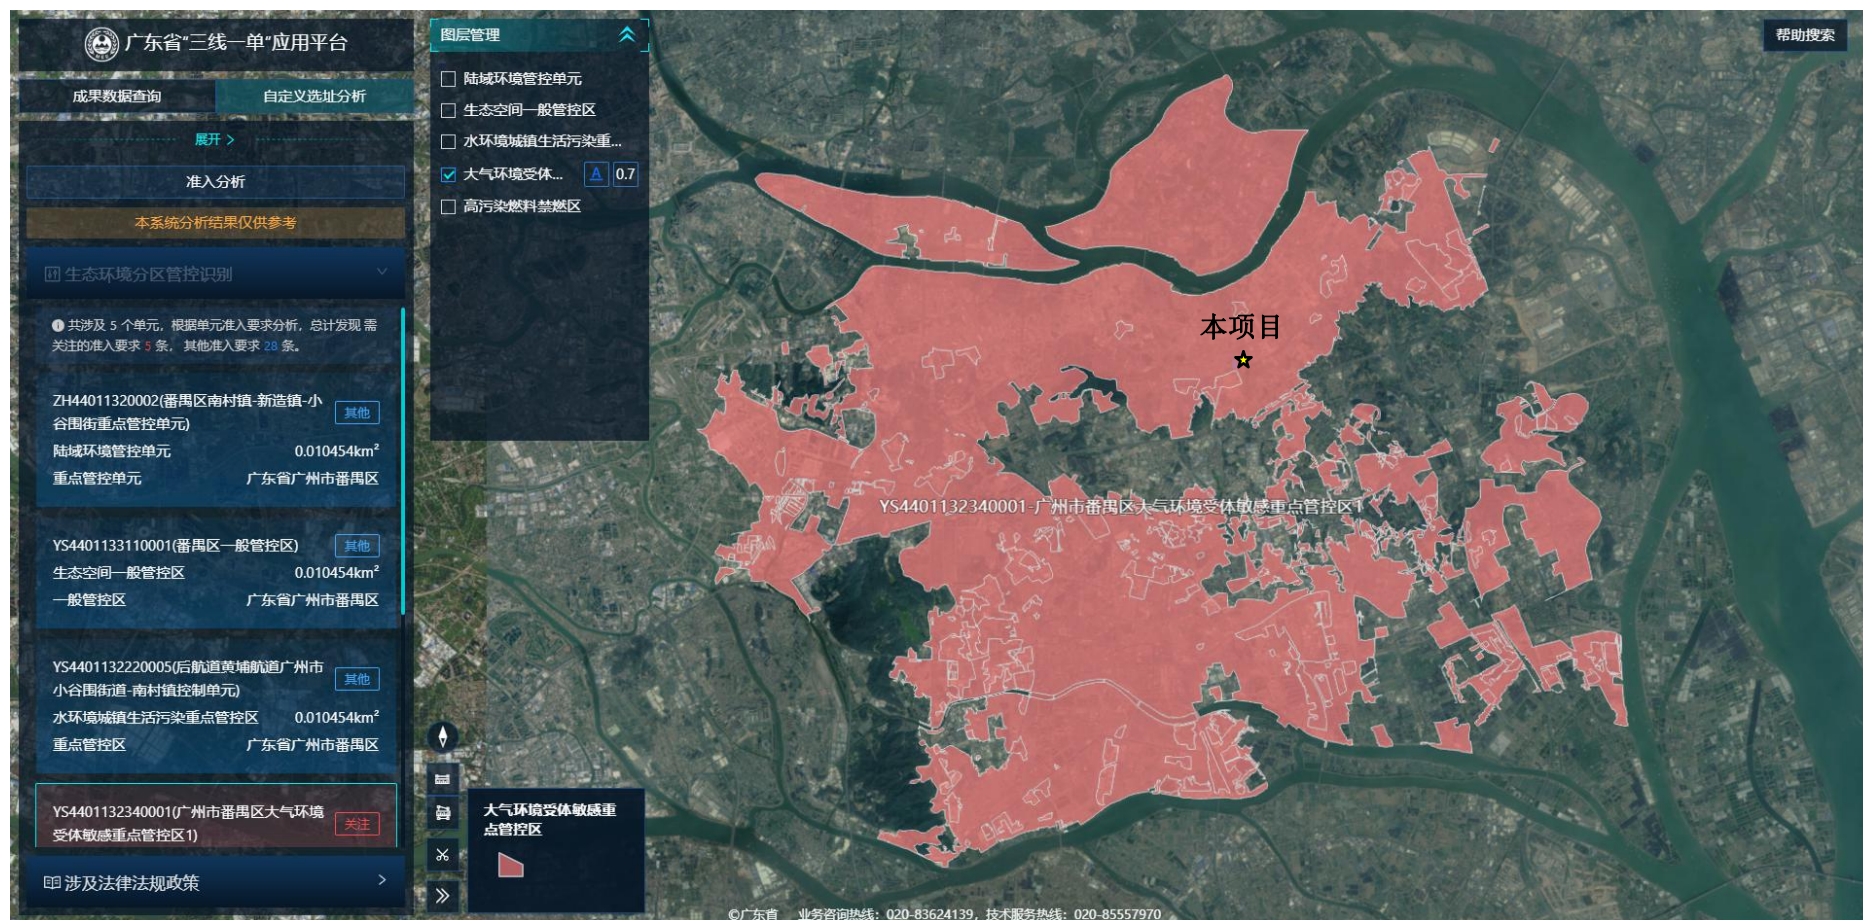 广东省“三线一单”应用平台
成果数据查询
自定义选址分析
展开 >
准入分析
本系统分析结果仅供参考
生态环境分区管控识别
共涉及 5 个单元，根据单元准入要求分析，总计发现 需
关注的准入要求 5 条， 其他准入要求 28 条。
ZH44011320002(番禺区南村镇-新造镇-小
谷围街重点管控单元)
其他
陆域环境管控单元 0.010454km²
重点管控单元 广东省广州市番禺区
YS4401133110001(番禺区一般管控区) 其他
生态空间一般管控区 0.010454km²
一般管控区 广东省广州市番禺区
YS4401132220005(后航道黄埔航道广州市
小谷围街道-南村镇控制单元)
其他
水环境城镇生活污染重点管控区 0.010454km²
重点管控区 广东省广州市番禺区
YS4401132340001(广州市番禺区大气环境
受体敏感重点管控区1)
关注
涉及法律法规政策
图层管理
陆域环境管控单元
生态空间一般管控区
水环境城镇生活污染重...
大气环境受体... A 0.7
高污染燃料禁燃区
帮助搜索
本项目
YS4401132340001-广州市番禺区大气环境受体敏感重点管控区1
大气环境受体敏感重
点管控区
©广东省 业务咨询热线：020-83624139，技术服务热线：020-85557970